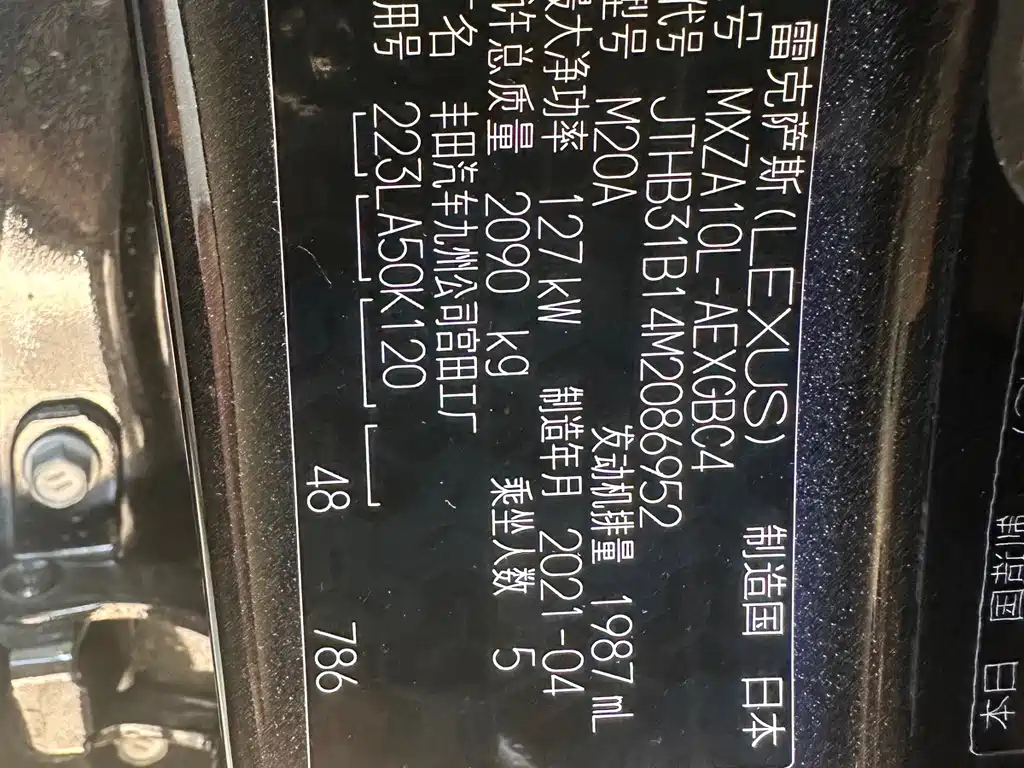 雷克萨斯(LEXUS) 制造国 日本
号 MXZA10L-AEXGBC4
代号 JTHB31B14M2086952
型号 M20A 发动机排量 1987 mL
最大净功率 127 kW 制造年月 2021-04
许总质量 2090 kg 乘坐人数 5
名 丰田汽车九州公司宫田工厂
用号 223LA50K120
48 786
本日